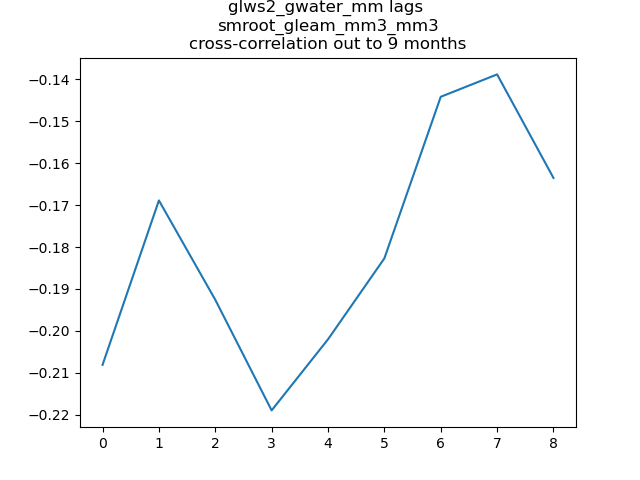 glws2_gwater_mm lags
smroot_gleam_mm3_mm3
cross-correlation out to 9 months
−0.14
−0.15
−0.16
−0.17
−0.18
−0.19
−0.20
−0.21
−0.22
0 1 2 3 4 5 6 7 8